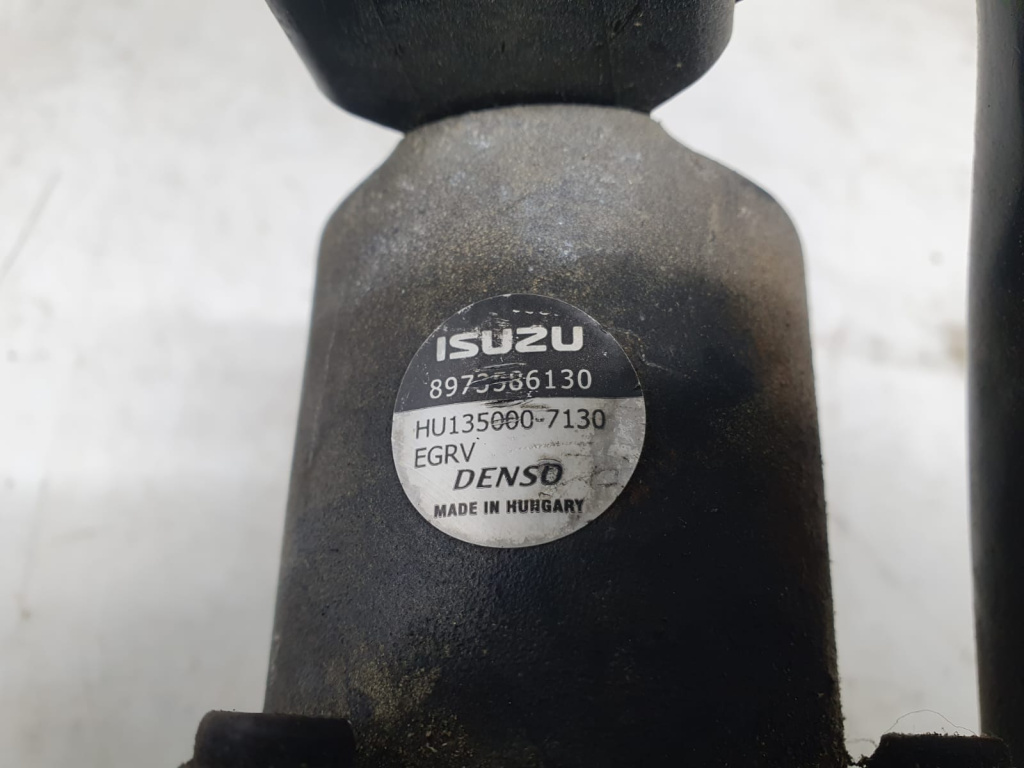 ISUZU
8973586130
HU135000-7130
EGRV
DENSO
MADE IN HUNGARY